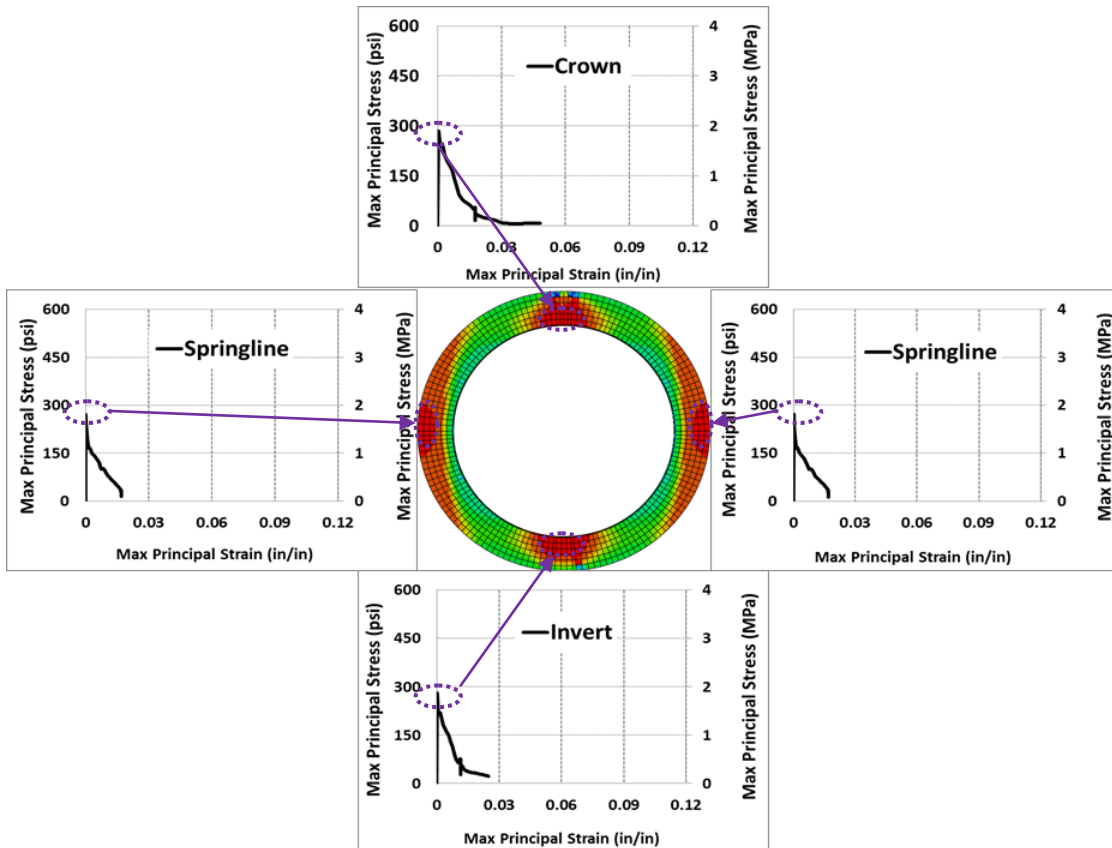 Max Principal Stress (psi)
600
450
300
150
0
Crown
4
3
2
1
0
Max Principal Stress (MPa)
0 0.03 0.06 0.09 0.12
Max Principal Strain (in/in)
Max Principal Stress (psi)
600
450
300
150
0
Springline
4
3
2
1
0
Max Principal Stress (MPa)
0 0.03 0.06 0.09 0.12
Max Principal Strain (in/in)
Max Principal Stress (psi)
600
450
300
150
0
Springline
4
3
2
1
0
Max Principal Stress (MPa)
0 0.03 0.06 0.09 0.12
Max Principal Strain (in/in)
Max Principal Stress (psi)
600
450
300
150
0
Invert
4
3
2
1
0
Max Principal Stress (MPa)
0 0.03 0.06 0.09 0.12
Max Principal Strain (in/in)